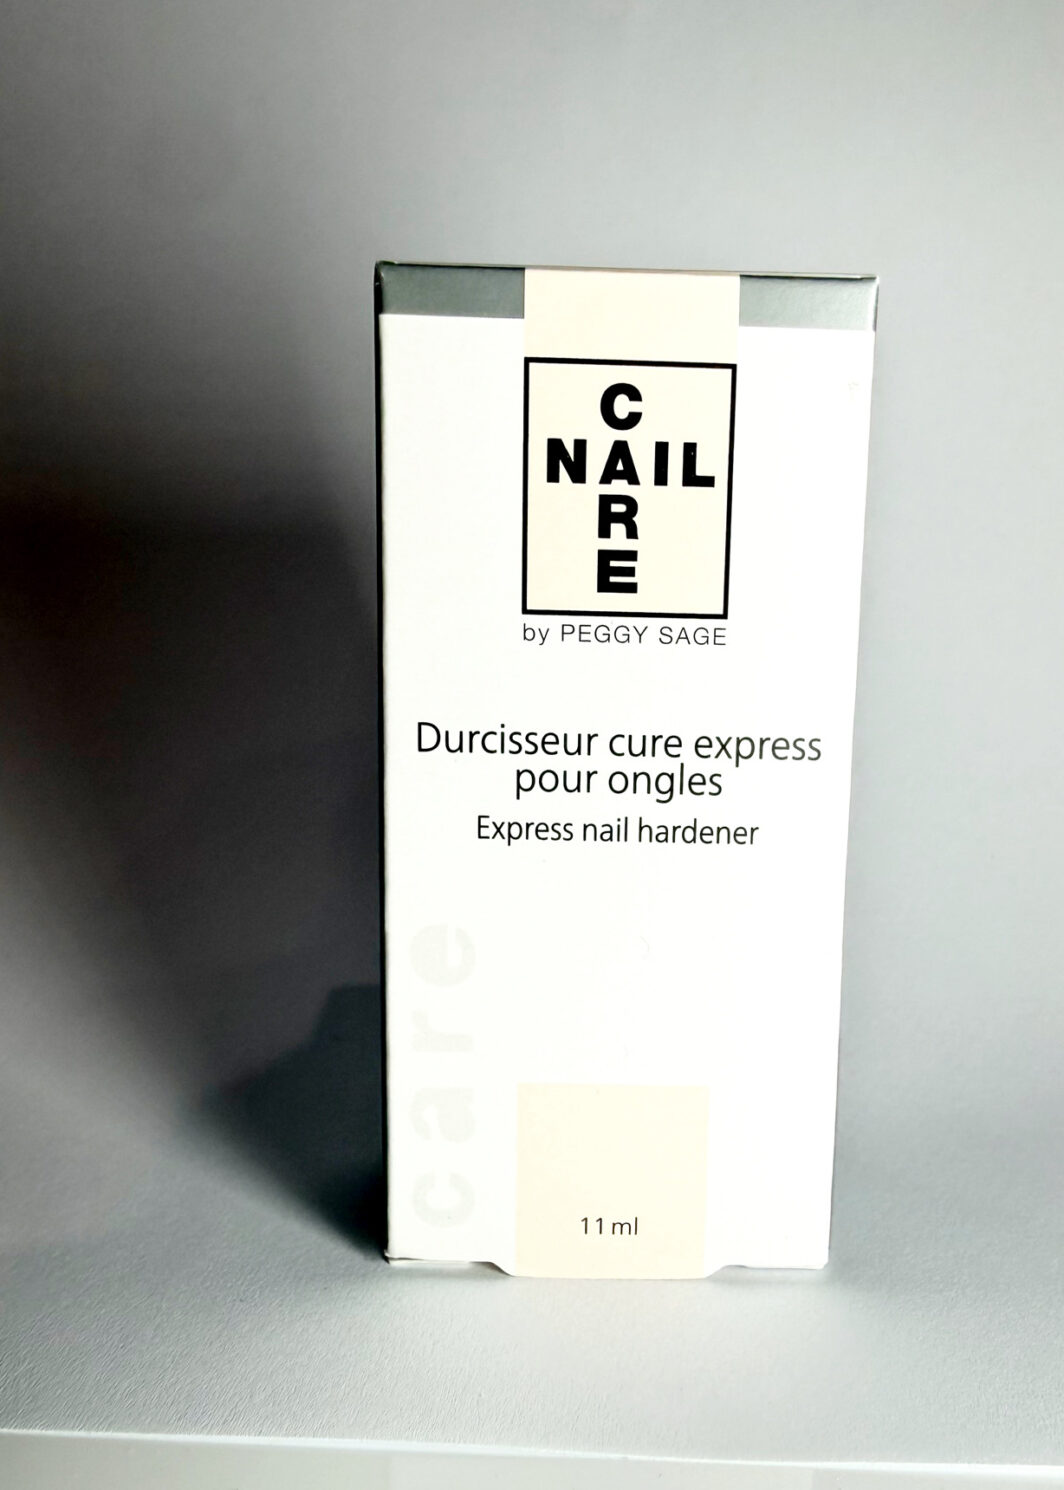 C
NAIL
R
E
by PEGGY SAGE
Durcisseur cure express
pour ongles
Express nail hardener
care
11 ml